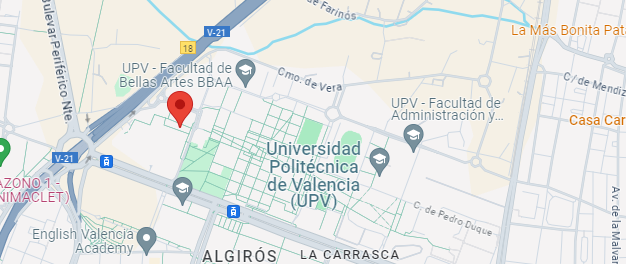 de Farinós
V-21
18
La Más Bonita Pata
Bulevar Periférico Nte.
UPV - Facultad de
Bellas Artes BBAA
Cmo. de Vera
C/ de Mendiz
UPV - Facultad de
Administración y...
Casa Car
Universidad
Politécnica
de Valencia
(UPV)
V-21
AZONO 1 -
NIMACLET)
C. de Pedro Duque
Av. de la Malvar
English Valencia
Academy
ALGIRÓS
LA CARRASCA